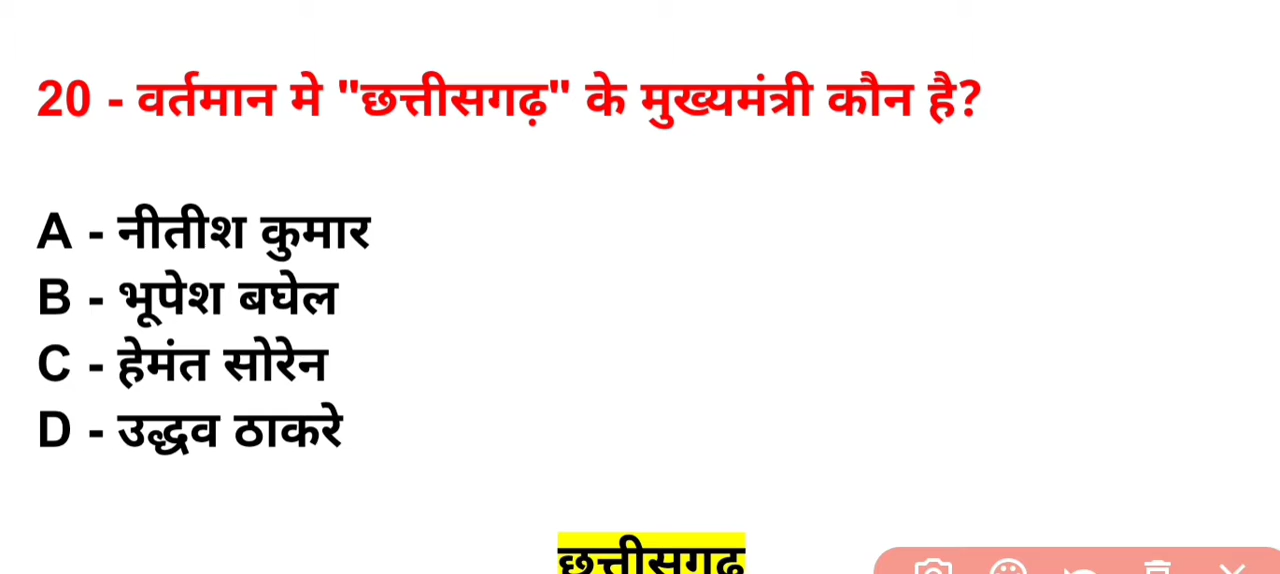 20 - वर्तमान मे "छत्तीसगढ़" के मुख्यमंत्री कौन है?
A - नीतीश कुमार
B - भूपेश बघेल
C - हेमंत सोरेन
D - उद्धव ठाकरे
छत्तीसगढ़